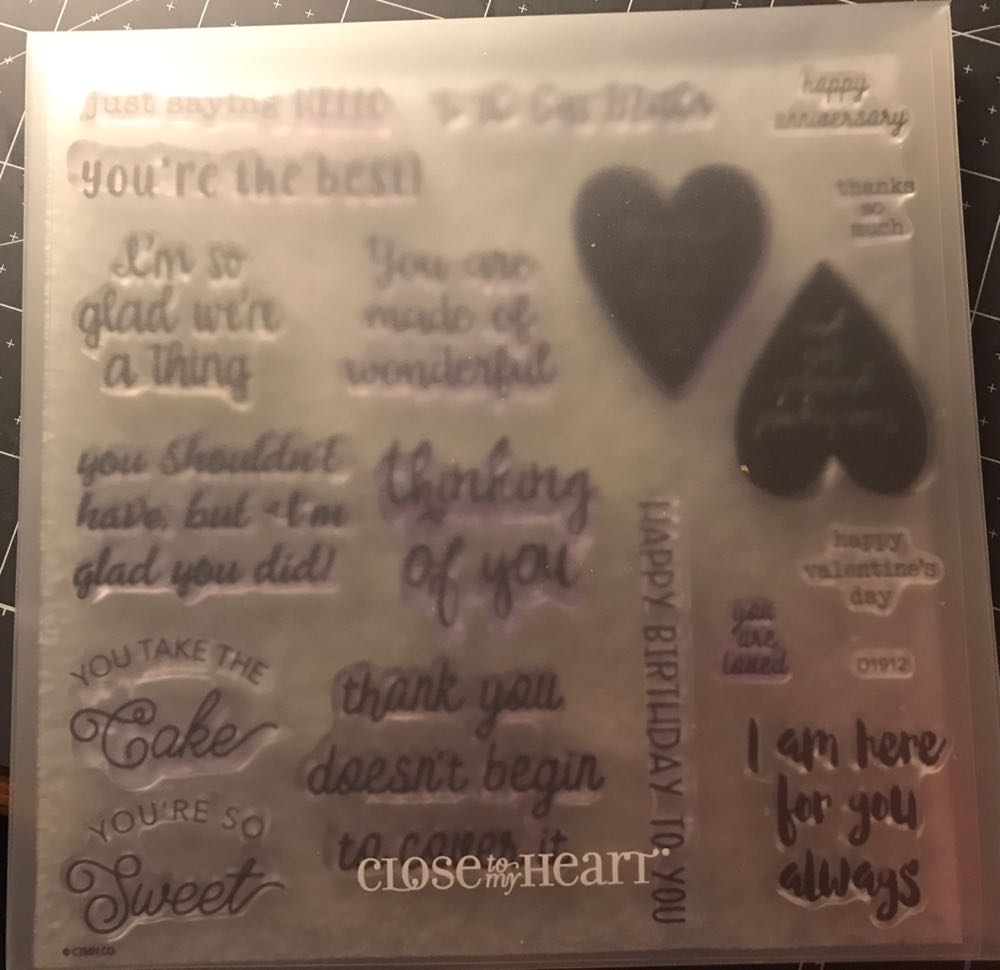 just saying HELLO
happy
anniversary
you're the best!
thanks
so
much
I'm so
glad we're
a thing
You are
made of
wonderful
you shouldn't
have, but I'm
glad you did!
thinking
of you
HAPPY BIRTHDAY TO YOU
happy
valentine's
day
you
are
loved
D1912
YOU TAKE THE
Cake
thank you
doesn't begin
to cover it
I am here
for you
always
YOU'RE SO
Sweet
CLOSE to my HEART
© CTMH CO.